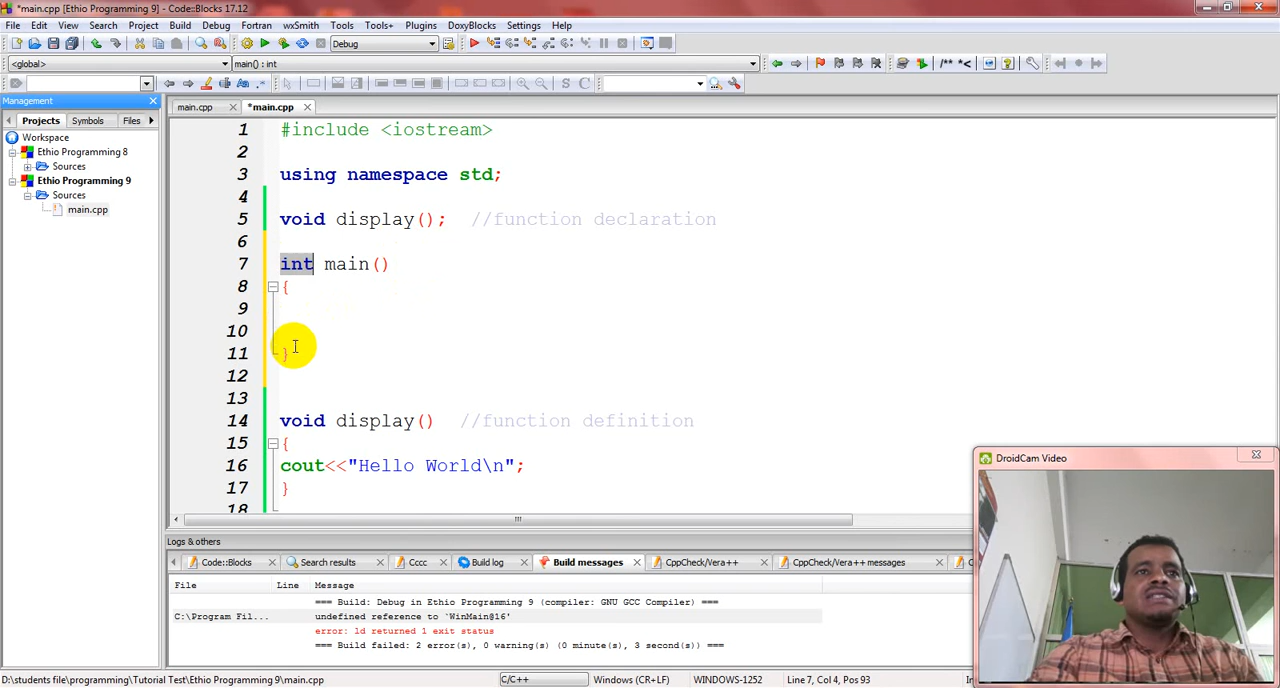 *main.cpp [Ethio Programming 9] - Code::Blocks 17.12
File Edit View Search Project Build Debug Fortran wxSmith Tools Tools+ Plugins DoxyBlocks Settings Help
Debug
<global> main() : int
/** *<
S C
Management
Projects Symbols Files
main.cpp *main.cpp
Workspace
Ethio Programming 8
Sources
Ethio Programming 9
Sources
main.cpp
1 #include <iostream>
2
3 using namespace std;
4
5 void display(); //function declaration
6
7 int main()
8 {
9
10
11 }
12
13
14 void display() //function definition
15 {
16 cout<<"Hello World\n";
17 }
18
DroidCam Video
Logs & others
Code::Blocks Search results Cccc Build log Build messages CppCheck/Vera++ CppCheck/Vera++ messages
File Line Message
=== Build: Debug in Ethio Programming 9 (compiler: GNU GCC Compiler) ===
C:\Program Fil... undefined reference to `WinMain@16'
error: ld returned 1 exit status
=== Build failed: 2 error(s), 0 warning(s) (0 minute(s), 3 second(s)) ===
D:\students file\programming\Tutorial Test\Ethio Programming 9\main.cpp C/C++ Windows (CR+LF) WINDOWS-1252 Line 7, Col 4, Pos 93